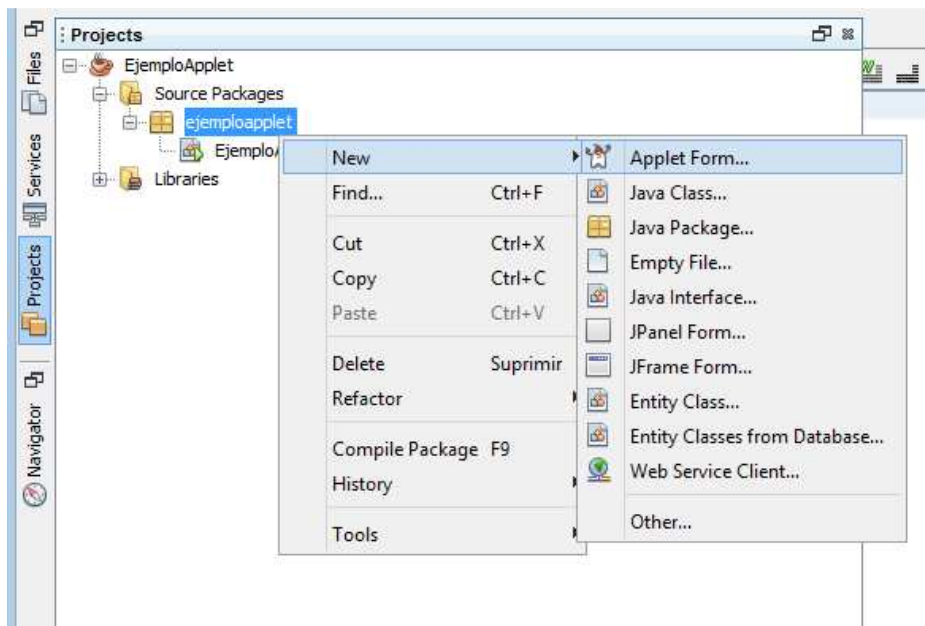 Files
Services
Projects
Navigator
Projects
EjemploApplet
Source Packages
ejemploapplet
Libraries
New
Find... Ctrl+F
Cut Ctrl+X
Copy Ctrl+C
Paste Ctrl+V
Delete Suprimir
Refactor
Compile Package F9
History
Tools
Applet Form...
Java Class...
Java Package...
Empty File...
Java Interface...
JPanel Form...
JFrame Form...
Entity Class...
Entity Classes from Database...
Web Service Client...
Other...